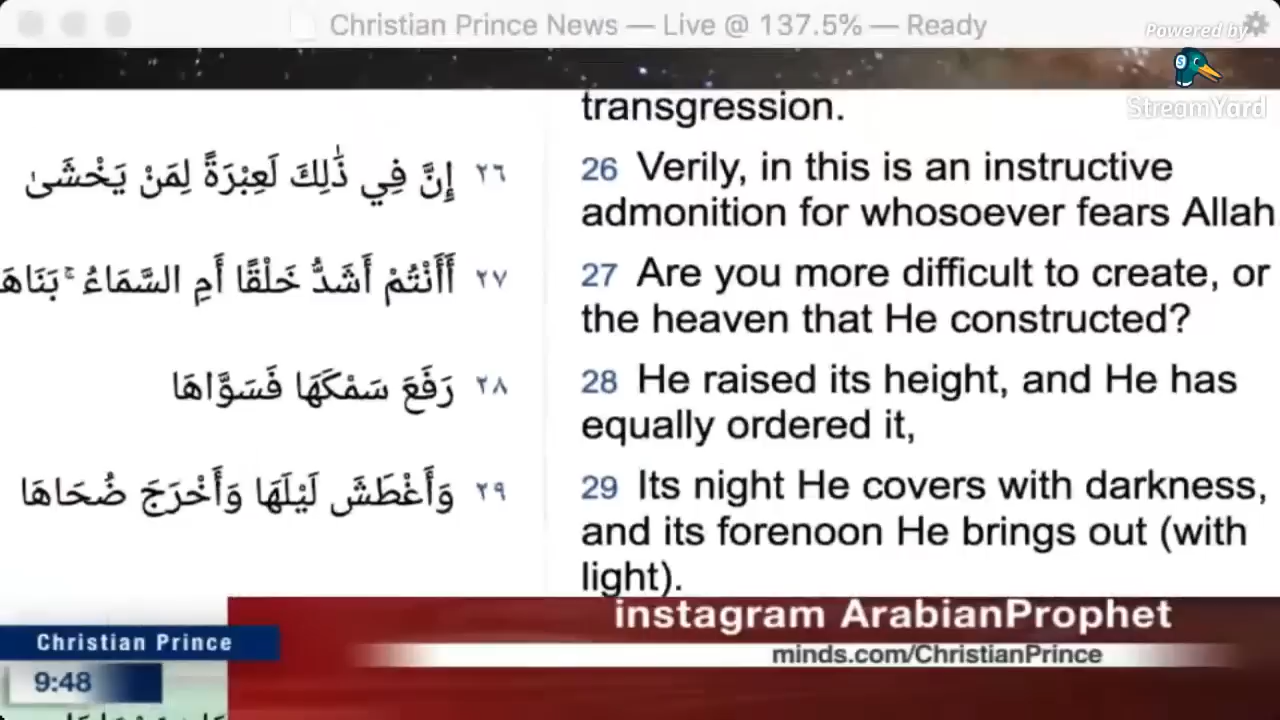 Christian Prince News — Live @ 137.5% — Ready
Powered by
StreamYard
transgression.
إِنَّ فِي ذَٰلِكَ لَعِبْرَةً لِمَنْ يَخْشَىٰ ٢٦
26 Verily, in this is an instructive
admonition for whosoever fears Allah
أَأَنْتُمْ أَشَدُّ خَلْقًا أَمِ السَّمَاءُ ۚ بَنَاهَ ٢٧
27 Are you more difficult to create, or
the heaven that He constructed?
رَفَعَ سَمْكَهَا فَسَوَّاهَا ٢٨
28 He raised its height, and He has
equally ordered it,
وَأَغْطَشَ لَيْلَهَا وَأَخْرَجَ ضُحَاهَا ٢٩
29 Its night He covers with darkness,
and its forenoon He brings out (with
light).
instagram ArabianProphet
Christian Prince
minds.com/ChristianPrince
9:48